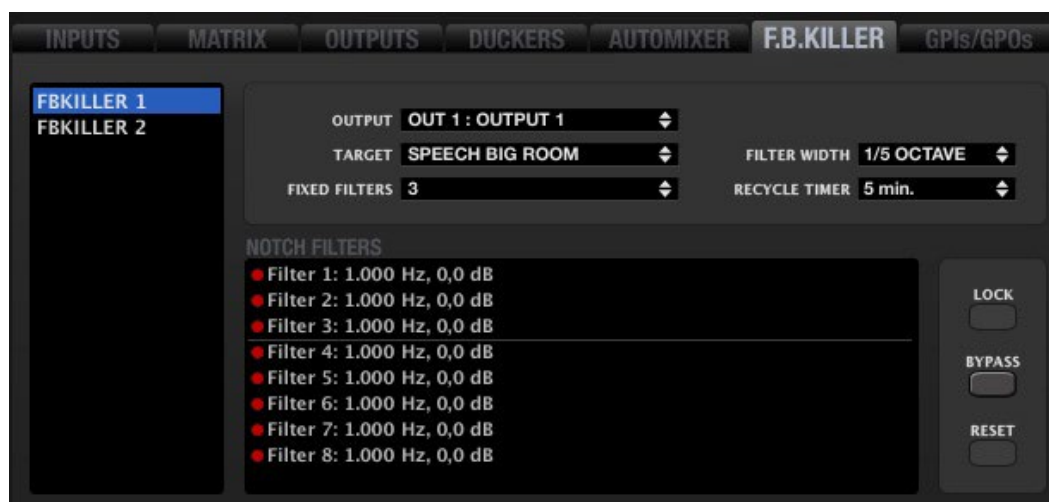 INPUTS MATRIX OUTPUTS DUCKERS AUTOMIXER F.B.KILLER GPIs/GPOs
FBKILLER 1
FBKILLER 2
OUTPUT OUT 1 : OUTPUT 1
TARGET SPEECH BIG ROOM FILTER WIDTH 1/5 OCTAVE
FIXED FILTERS 3 RECYCLE TIMER 5 min.
NOTCH FILTERS
Filter 1: 1.000 Hz, 0,0 dB
Filter 2: 1.000 Hz, 0,0 dB
Filter 3: 1.000 Hz, 0,0 dB
Filter 4: 1.000 Hz, 0,0 dB
Filter 5: 1.000 Hz, 0,0 dB
Filter 6: 1.000 Hz, 0,0 dB
Filter 7: 1.000 Hz, 0,0 dB
Filter 8: 1.000 Hz, 0,0 dB
LOCK
BYPASS
RESET